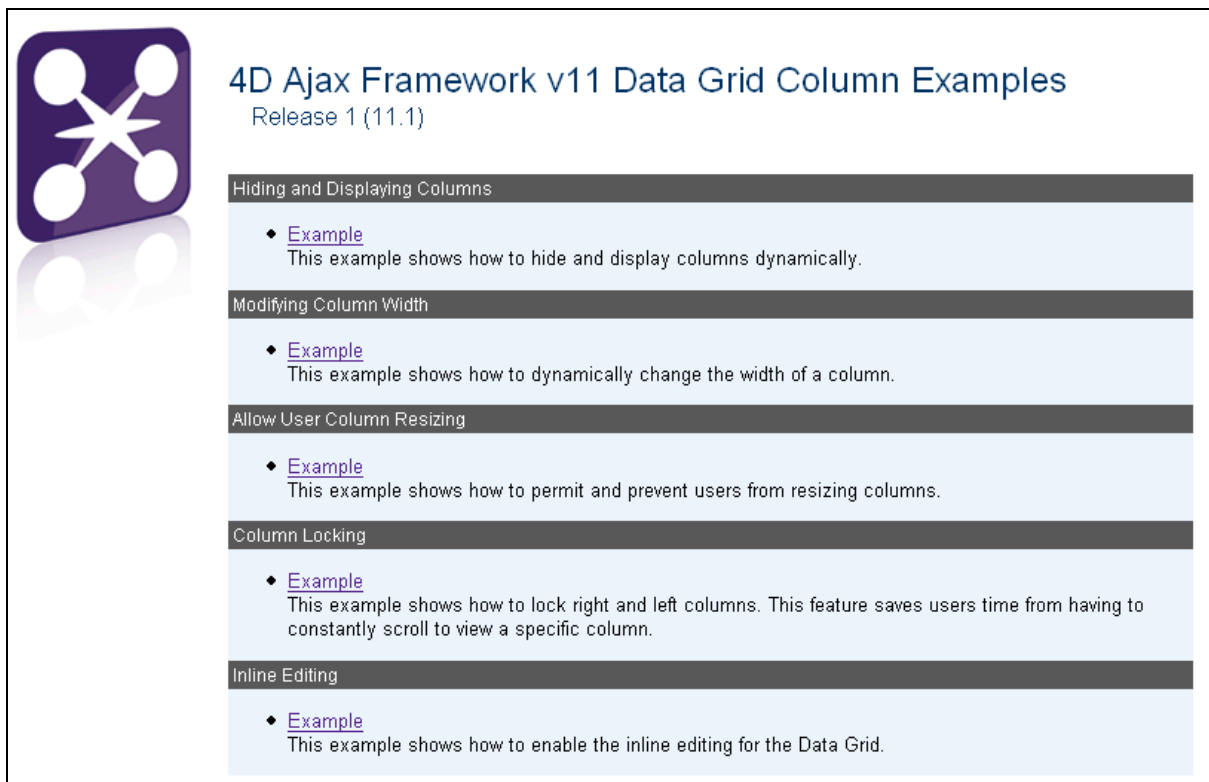 4D Ajax Framework v11 Data Grid Column Examples
Release 1 (11.1)
Hiding and Displaying Columns
Example
This example shows how to hide and display columns dynamically.
Modifying Column Width
Example
This example shows how to dynamically change the width of a column.
Allow User Column Resizing
Example
This example shows how to permit and prevent users from resizing columns.
Column Locking
Example
This example shows how to lock right and left columns. This feature saves users time from having to
constantly scroll to view a specific column.
Inline Editing
Example
This example shows how to enable the inline editing for the Data Grid.